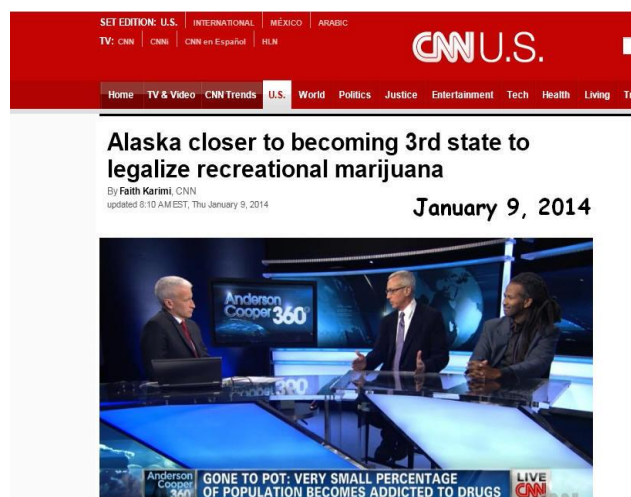 SET EDITION: U.S. INTERNATIONAL MÉXICO ARABIC
TV: CNN CNNi CNN en Español HLN
CNN U.S.
Home TV & Video CNN Trends U.S. World Politics Justice Entertainment Tech Health Living
Alaska closer to becoming 3rd state to
legalize recreational marijuana
By Faith Karimi, CNN
updated 8:10 AM EST, Thu January 9, 2014
January 9, 2014
Anderson
Cooper 360°
360
Anderson
Cooper
360°
GONE TO POT: VERY SMALL PERCENTAGE
OF POPULATION BECOMES ADDICTED TO DRUGS
LIVE
CNN